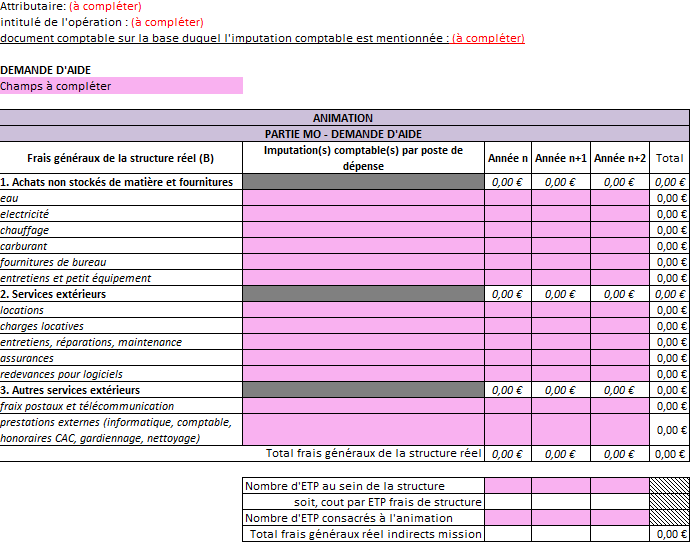 Attributaire: (à compléter)
intitulé de l'opération : (à compléter)
document comptable sur la base duquel l'imputation comptable est mentionnée : (à compléter)
DEMANDE D'AIDE
Champs à compléter
ANIMATION
PARTIE MO - DEMANDE D'AIDE
Frais généraux de la structure réel (B) Imputation(s) comptable(s) par poste de dépense Année n Année n+1 Année n+2 Total
1. Achats non stockés de matière et fournitures 0,00 € 0,00 € 0,00 € 0,00 €
eau 0,00 €
electricité 0,00 €
chauffage 0,00 €
carburant 0,00 €
fournitures de bureau 0,00 €
entretiens et petit équipement 0,00 €
2. Services extérieurs 0,00 € 0,00 € 0,00 € 0,00 €
locations 0,00 €
charges locatives 0,00 €
entretiens, réparations, maintenance 0,00 €
assurances 0,00 €
redevances pour logiciels 0,00 €
3. Autres services extérieurs 0,00 € 0,00 € 0,00 € 0,00 €
fraix postaux et télécommunication 0,00 €
prestations externes (informatique, comptable,
honoraires CAC, gardiennage, nettoyage) 0,00 €
Total frais généraux de la structure réel 0,00 € 0,00 € 0,00 € 0,00 €
Nombre d'ETP au sein de la structure
soit, cout par ETP frais de structure
Nombre d'ETP consacrés à l'animation
Total frais généraux réel indirects mission 0,00 €